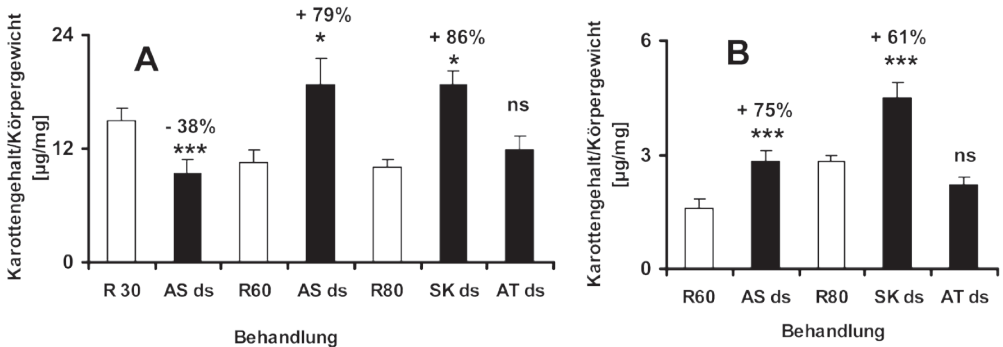 Karottengehalt/Körpergewicht
[µg/mg]
24
12
0
A
- 38%
***
+ 79%
*
+ 86%
*
ns
R 30 AS ds R60 AS ds R80 SK ds AT ds
Behandlung
Karottengehalt/Körpergewicht
[µg/mg]
6
3
0
B
+ 75%
***
+ 61%
***
ns
R60 AS ds R80 SK ds AT ds
Behandlung